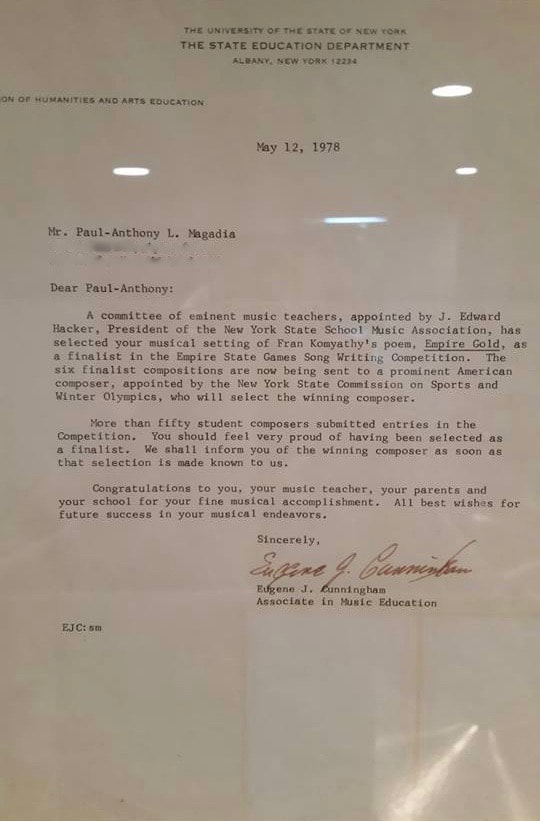 THE UNIVERSITY OF THE STATE OF NEW YORK
THE STATE EDUCATION DEPARTMENT
ALBANY, NEW YORK 12234
ON OF HUMANITIES AND ARTS EDUCATION
May 12, 1978
Mr. Paul-Anthony L. Magadia
Dear Paul-Anthony:
A committee of eminent music teachers, appointed by J. Edward
Hacker, President of the New York State School Music Association, has
selected your musical setting of Fran Komyathy's poem, Empire Gold, as
a finalist in the Empire State Games Song Writing Competition. The
six finalist compositions are now being sent to a prominent American
composer, appointed by the New York State Commission on Sports and
Winter Olympics, who will select the winning composer.
More than fifty student composers submitted entries in the
Competition. You should feel very proud of having been selected as
a finalist. We shall inform you of the winning composer as soon as
that selection is made known to us.
Congratulations to you, your music teacher, your parents and
your school for your fine musical accomplishment. All best wishes for
future success in your musical endeavors.
Sincerely,
Eugene J. Cunningham
Eugene J. Cunningham
Associate in Music Education
EJC:sm